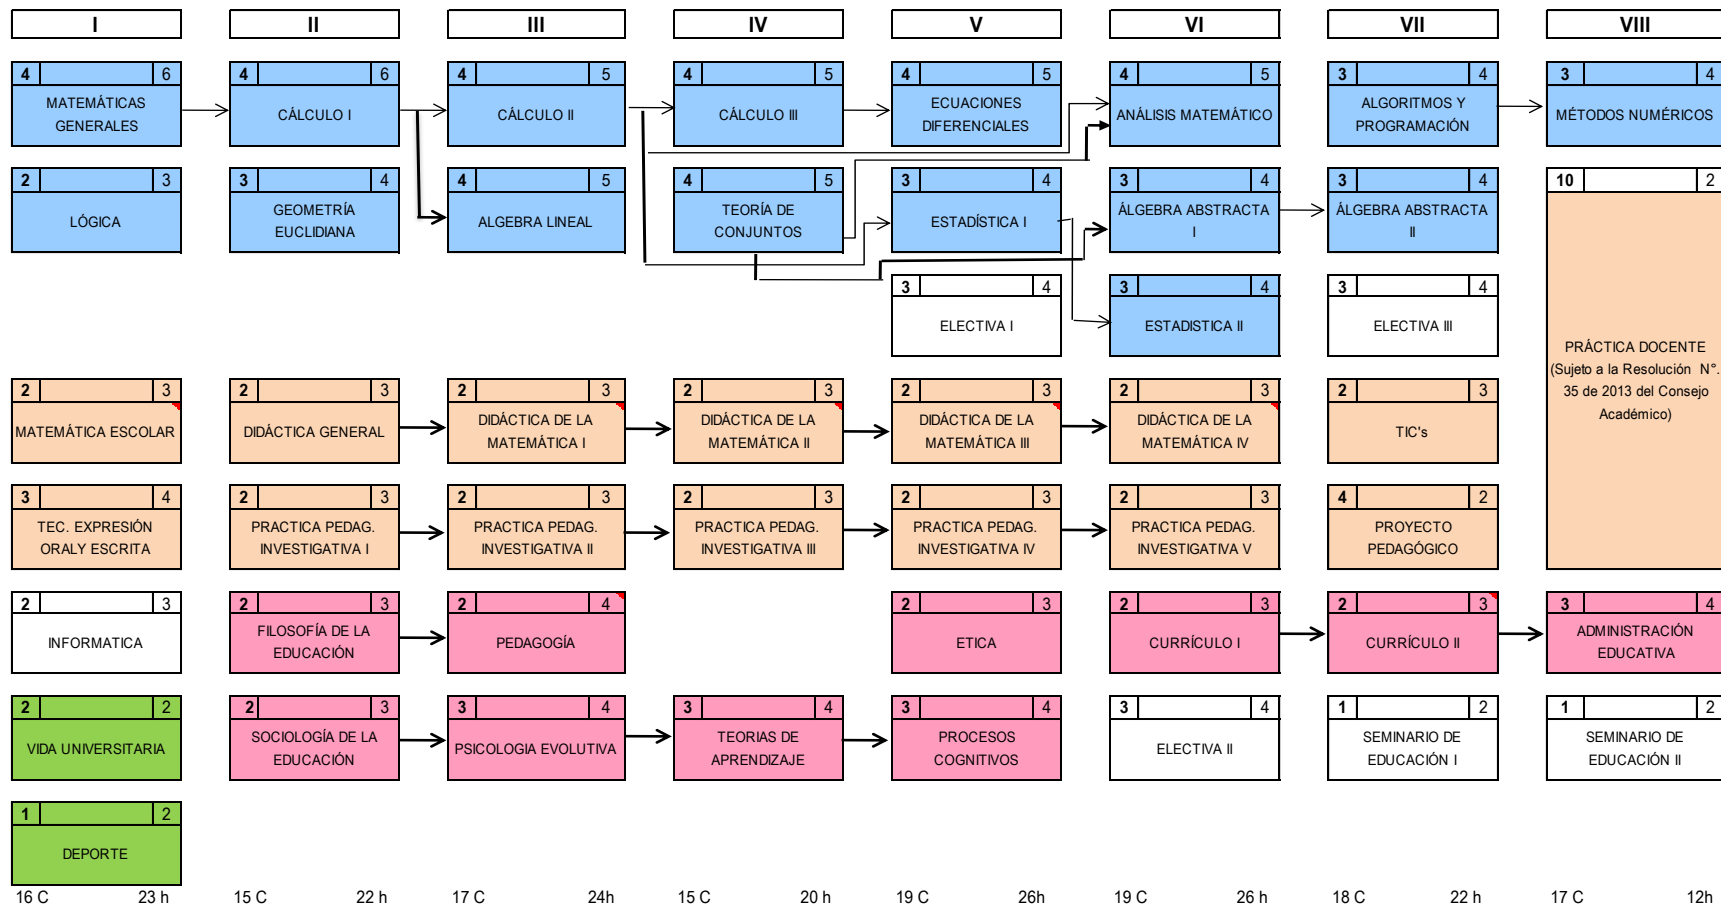 I II III IV V VI VII VIII
4 6 4 6 4 5 4 5 4 5 4 5 3 4 3 4
MATEMÁTICAS
GENERALES
CÁLCULO I
CÁLCULO II
CÁLCULO III
ECUACIONES
DIFERENCIALES
ANÁLISIS MATEMÁTICO
ALGORITMOS Y
PROGRAMACIÓN
MÉTODOS NUMÉRICOS
2 3 3 4 4 5 4 5 3 4 3 4 3 4 10 2
LÓGICA
GEOMETRÍA
EUCLIDIANA
ALGEBRA LINEAL
TEORÍA DE
CONJUNTOS
ESTADÍSTICA I
ÁLGEBRA ABSTRACTA
I
ÁLGEBRA ABSTRACTA
II
PRÁCTICA DOCENTE
(Sujeto a la Resolución N°.
35 de 2013 del Consejo
Académico)
3 4 3 4 3 4
ELECTIVA I
ESTADISTICA II
ELECTIVA III
2 3 2 3 2 3 2 3 2 3 2 3 2 3
MATEMÁTICA ESCOLAR
DIDÁCTICA GENERAL
DIDÁCTICA DE LA
MATEMÁTICA I
DIDÁCTICA DE LA
MATEMÁTICA II
DIDÁCTICA DE LA
MATEMÁTICA III
DIDÁCTICA DE LA
MATEMÁTICA IV
TIC's
3 4 2 3 2 3 2 3 2 3 2 3 4 2
TEC. EXPRESIÓN
ORALY ESCRITA
PRACTICA PEDAG.
INVESTIGATIVA I
PRACTICA PEDAG.
INVESTIGATIVA II
PRACTICA PEDAG.
INVESTIGATIVA III
PRACTICA PEDAG.
INVESTIGATIVA IV
PRACTICA PEDAG.
INVESTIGATIVA V
PROYECTO
PEDAGÓGICO
2 3 2 3 2 4 2 3 2 3 2 3 3 4
INFORMATICA
FILOSOFÍA DE LA
EDUCACIÓN
PEDAGOGÍA
ETICA
CURRÍCULO I
CURRÍCULO II
ADMINISTRACIÓN
EDUCATIVA
2 2 2 3 3 4 3 4 3 4 3 4 1 2 1 2
VIDA UNIVERSITARIA
SOCIOLOGÍA DE LA
EDUCACIÓN
PSICOLOGIA EVOLUTIVA
TEORIAS DE
APRENDIZAJE
PROCESOS
COGNITIVOS
ELECTIVA II
SEMINARIO DE
EDUCACIÓN I
SEMINARIO DE
EDUCACIÓN II
1 2
DEPORTE
16 C 23 h 15 C 22 h 17 C 24h 15 C 20 h 19 C 26h 19 C 26 h 18 C 22 h 17 C 12h